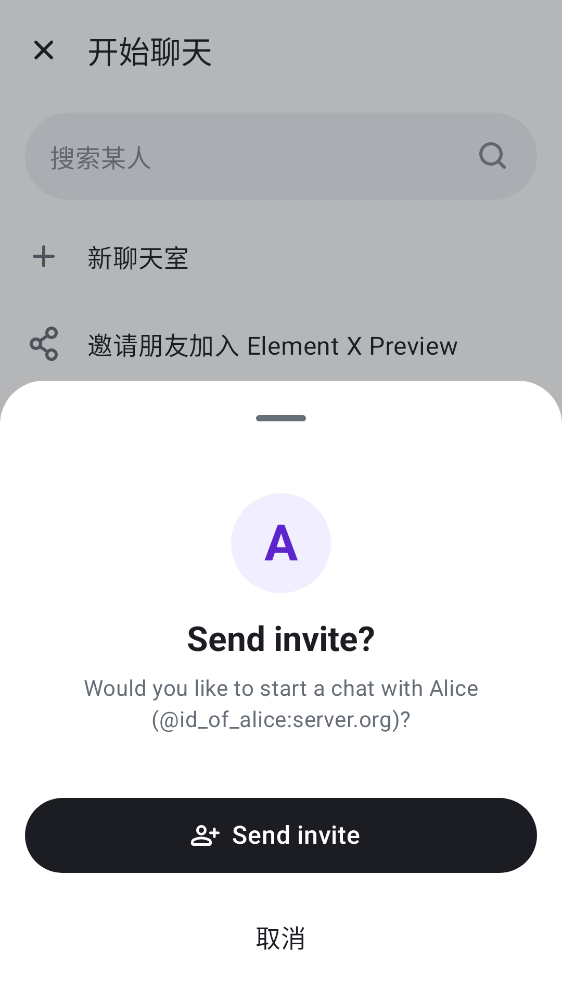 开始聊天
搜索某人
新聊天室
邀请朋友加入 Element X Preview
A
Send invite?
Would you like to start a chat with Alice
(@id_of_alice:server.org)?
Send invite
取消